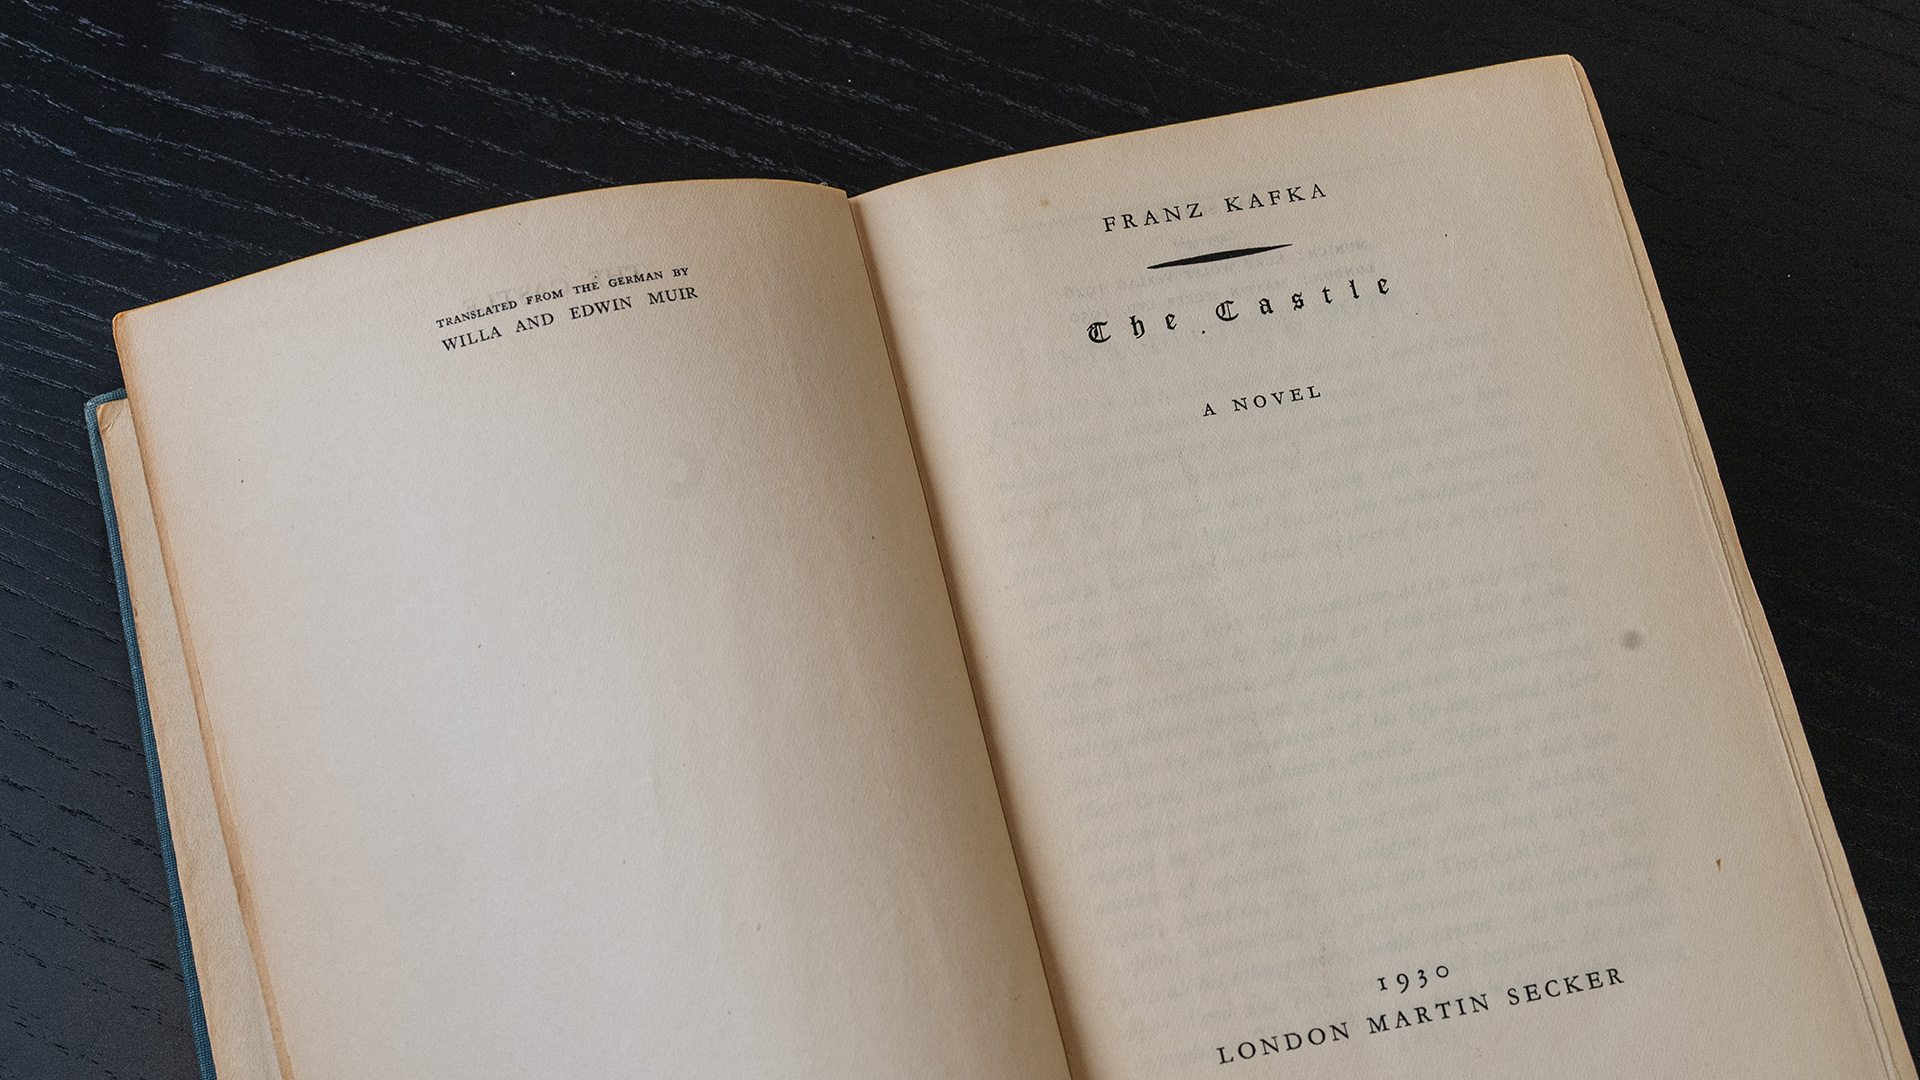 TRANSLATED FROM THE GERMAN BY
WILLA AND EDWIN MUIR
FRANZ KAFKA
The Castle
A NOVEL
1930
LONDON MARTIN SECKER